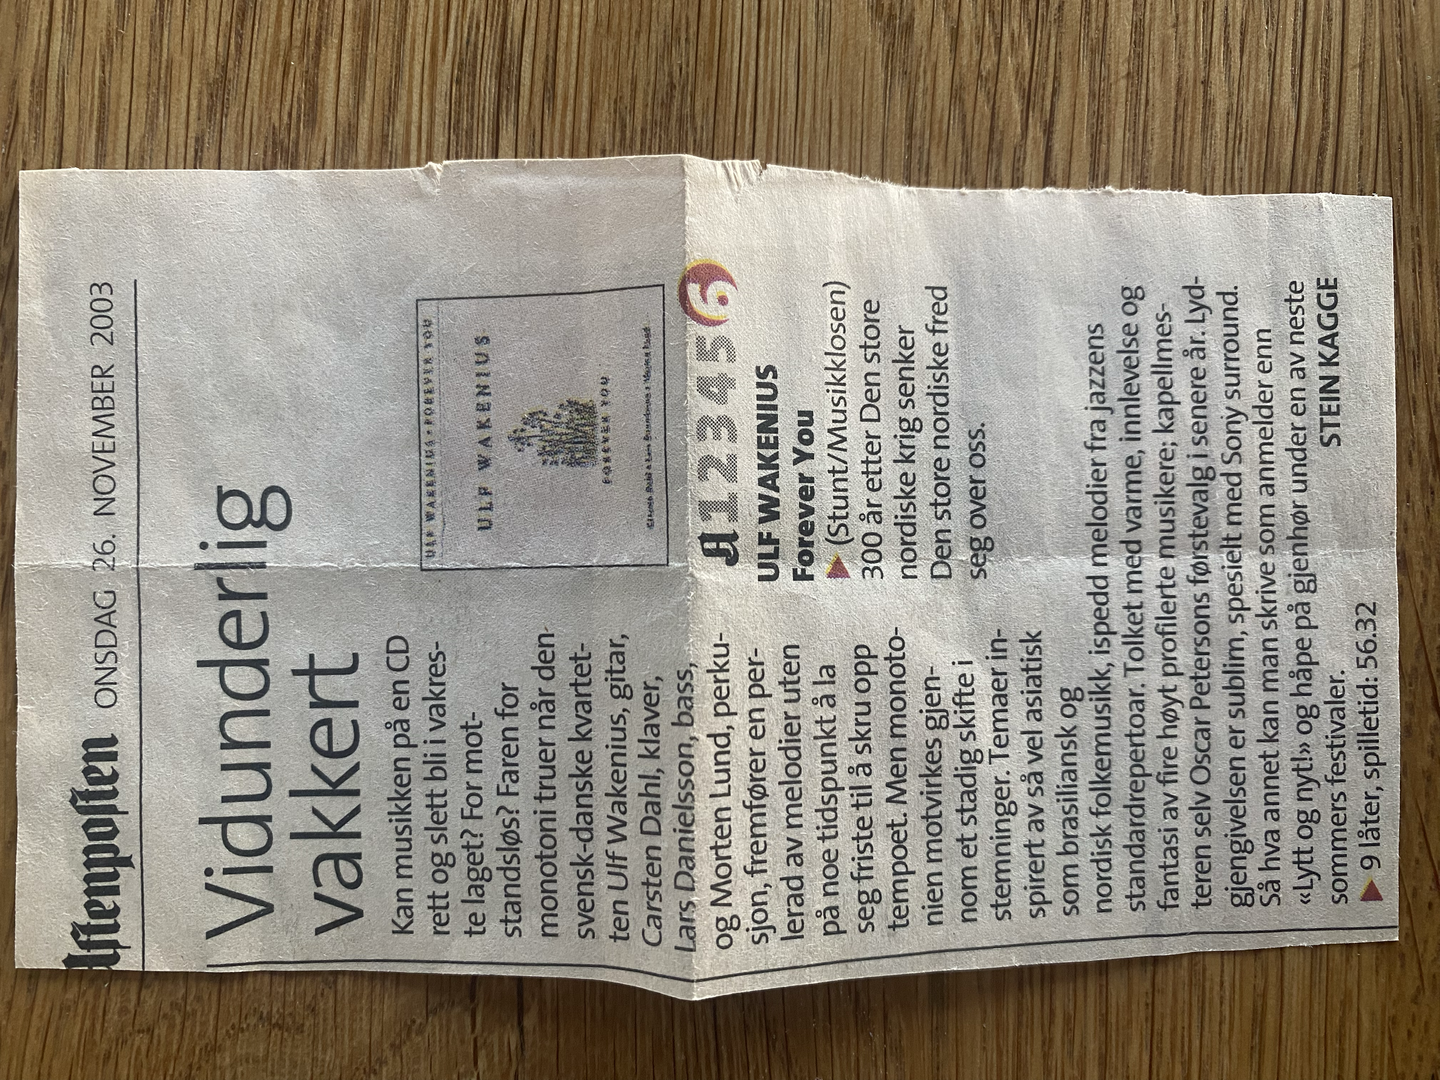 Aftenposten ONSDAG 26. NOVEMBER 2003
Vidunderlig
vakkert
Kan musikken på en CD
rett og slett bli i vakres-
te laget? For mot-
standsløs? Faren for
monotoni truer når den
svensk-danske kvartet-
ten Ulf Wakenius, gitar,
Carsten Dahl, klaver,
Lars Danielsson, bass,
og Morten Lund, perku-
sjon, fremfører en per-
lerad av melodier uten
på noe tidspunkt å la
seg friste til å skru opp
tempoet. Men monoto-
nien motvirkes gjen-
nom et stadig skifte i
stemninger. Temaer in-
spirert av så vel asiatisk
som brasiliansk og
nordisk folkemusikk, ispedd melodier fra jazzens
standardrepertoar. Tolket med varme, innlevelse og
fantasi av fire høyt profilerte musikere; kapellmes-
teren selv Oscar Petersons førstevalg i senere år. Lyd-
gjengivelsen er sublim, spesielt med Sony surround.
Så hva annet kan man skrive som anmelder enn
«Lytt og nyt!» og håpe på gjenhør under en av neste
sommers festivaler.
STEIN KAGGE
9 låter, spilletid: 56.32
ULF WAKENIUS • FOREVER YOU
ULF WAKENIUS
FOREVER YOU
A 1 2 3 4 5 6
ULF WAKENIUS
Forever You
(Stunt/Musikklosen)
300 år etter Den store
nordiske krig senker
Den store nordiske fred
seg over oss.